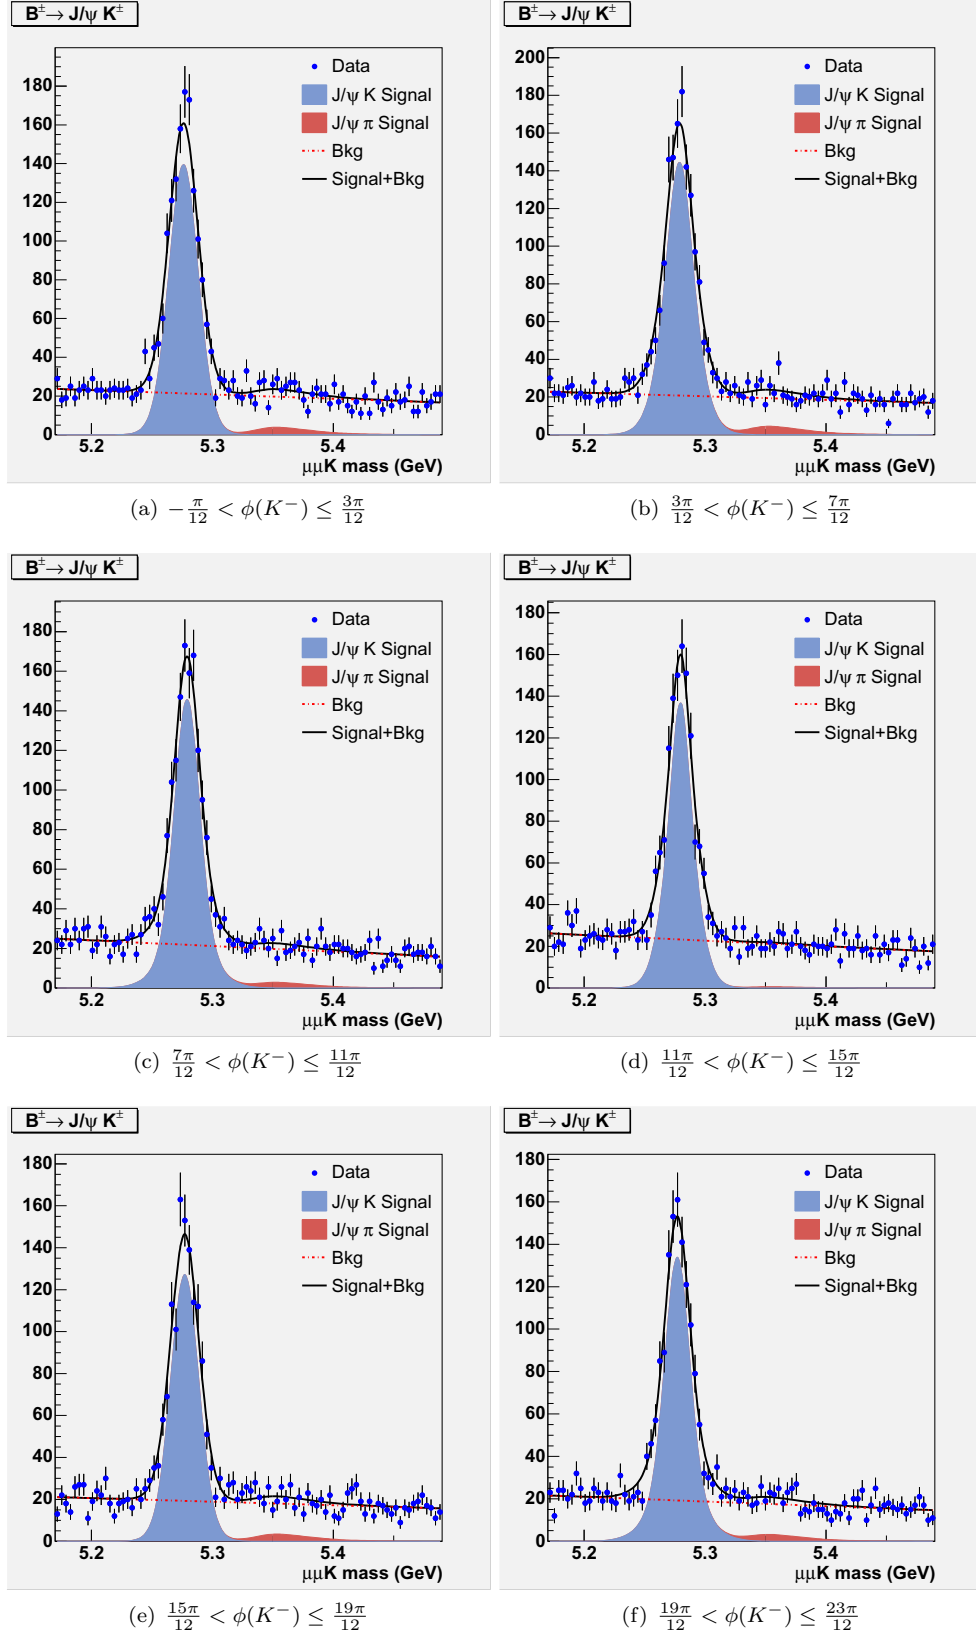 B± → J/ψ K±
Data
J/ψ K Signal
J/ψ π Signal
Bkg
Signal+Bkg
180
160
140
120
100
80
60
40
20
0
5.2 5.3 5.4
μμK mass (GeV)
(a) −π/12 < ϕ(K−) ≤ 3π/12
B± → J/ψ K±
Data
J/ψ K Signal
J/ψ π Signal
Bkg
Signal+Bkg
200
180
160
140
120
100
80
60
40
20
0
5.2 5.3 5.4
μμK mass (GeV)
(b) 3π/12 < ϕ(K−) ≤ 7π/12
B± → J/ψ K±
Data
J/ψ K Signal
J/ψ π Signal
Bkg
Signal+Bkg
180
160
140
120
100
80
60
40
20
0
5.2 5.3 5.4
μμK mass (GeV)
(c) 7π/12 < ϕ(K−) ≤ 11π/12
B± → J/ψ K±
Data
J/ψ K Signal
J/ψ π Signal
Bkg
Signal+Bkg
180
160
140
120
100
80
60
40
20
0
5.2 5.3 5.4
μμK mass (GeV)
(d) 11π/12 < ϕ(K−) ≤ 15π/12
B± → J/ψ K±
Data
J/ψ K Signal
J/ψ π Signal
Bkg
Signal+Bkg
180
160
140
120
100
80
60
40
20
0
5.2 5.3 5.4
μμK mass (GeV)
(e) 15π/12 < ϕ(K−) ≤ 19π/12
B± → J/ψ K±
Data
J/ψ K Signal
J/ψ π Signal
Bkg
Signal+Bkg
180
160
140
120
100
80
60
40
20
0
5.2 5.3 5.4
μμK mass (GeV)
(f) 19π/12 < ϕ(K−) ≤ 23π/12